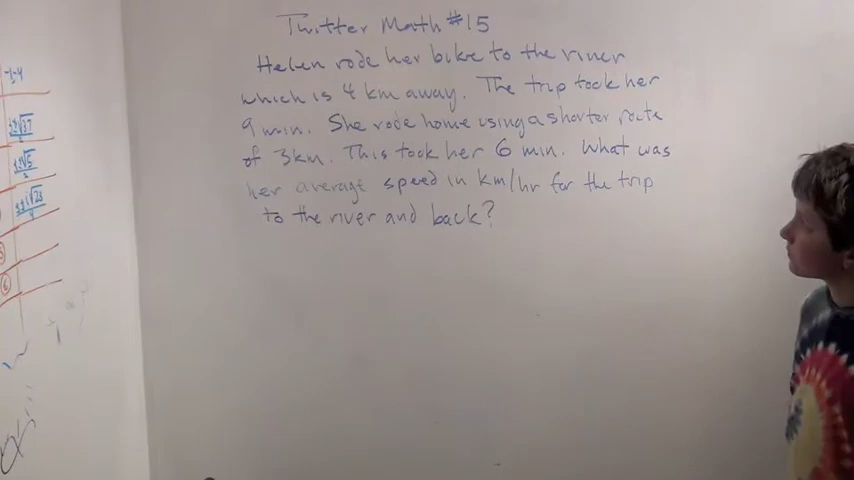 Twitter Math #15
Helen rode her bike to the river
which is 4 km away. The trip took her
9 min. She rode home using a shorter route
of 3km. This took her 6 min. What was
her average speed in km/hr for the trip
to the river and back?
-1,-4